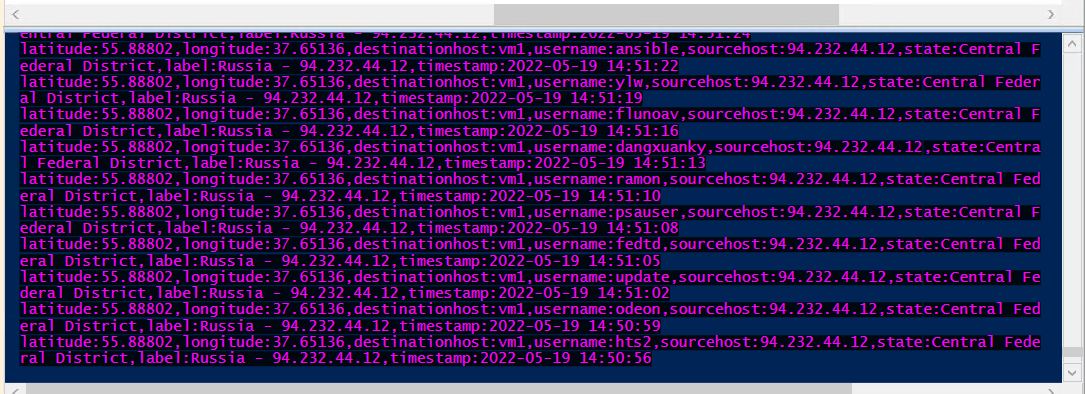 entral Federal District,label:Russia - 94.232.44.12,timestamp:2022-05-19 14:51:24
latitude:55.88802,longitude:37.65136,destinationhost:vm1,username:ansible,sourcehost:94.232.44.12,state:Central F
ederal District,label:Russia - 94.232.44.12,timestamp:2022-05-19 14:51:22
latitude:55.88802,longitude:37.65136,destinationhost:vm1,username:ylw,sourcehost:94.232.44.12,state:Central Feder
al District,label:Russia - 94.232.44.12,timestamp:2022-05-19 14:51:19
latitude:55.88802,longitude:37.65136,destinationhost:vm1,username:flunoav,sourcehost:94.232.44.12,state:Central F
ederal District,label:Russia - 94.232.44.12,timestamp:2022-05-19 14:51:16
latitude:55.88802,longitude:37.65136,destinationhost:vm1,username:dangxuanky,sourcehost:94.232.44.12,state:Centra
l Federal District,label:Russia - 94.232.44.12,timestamp:2022-05-19 14:51:13
latitude:55.88802,longitude:37.65136,destinationhost:vm1,username:ramon,sourcehost:94.232.44.12,state:Central Fed
eral District,label:Russia - 94.232.44.12,timestamp:2022-05-19 14:51:10
latitude:55.88802,longitude:37.65136,destinationhost:vm1,username:psauser,sourcehost:94.232.44.12,state:Central F
ederal District,label:Russia - 94.232.44.12,timestamp:2022-05-19 14:51:08
latitude:55.88802,longitude:37.65136,destinationhost:vm1,username:fedtd,sourcehost:94.232.44.12,state:Central Fed
eral District,label:Russia - 94.232.44.12,timestamp:2022-05-19 14:51:05
latitude:55.88802,longitude:37.65136,destinationhost:vm1,username:update,sourcehost:94.232.44.12,state:Central Fe
deral District,label:Russia - 94.232.44.12,timestamp:2022-05-19 14:51:02
latitude:55.88802,longitude:37.65136,destinationhost:vm1,username:odeon,sourcehost:94.232.44.12,state:Central Fed
eral District,label:Russia - 94.232.44.12,timestamp:2022-05-19 14:50:59
latitude:55.88802,longitude:37.65136,destinationhost:vm1,username:hts2,sourcehost:94.232.44.12,state:Central Fede
ral District,label:Russia - 94.232.44.12,timestamp:2022-05-19 14:50:56